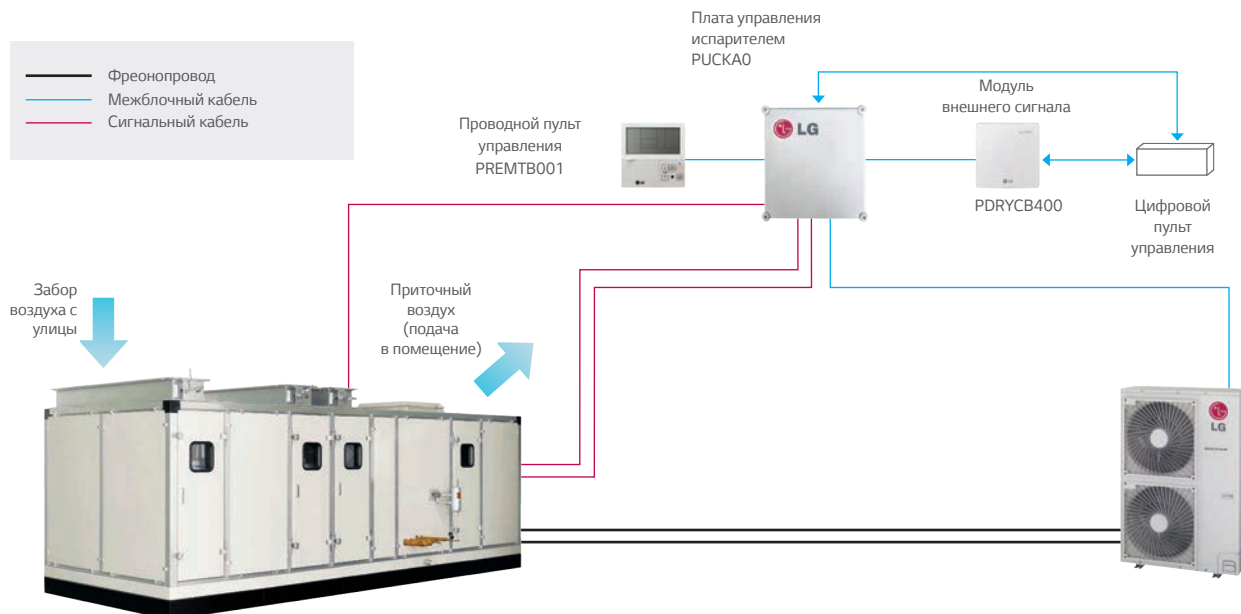 Фреонопровод
Межблочный кабель
Сигнальный кабель
Плата управления
испарителем
PUCKA0
Проводной пульт
управления
PREMTB001
LG
Модуль
внешнего сигнала
PDRYCB400
Цифровой
пульт
управления
Забор
воздуха с
улицы
Приточный
воздух
(подача
в помещение)
LG